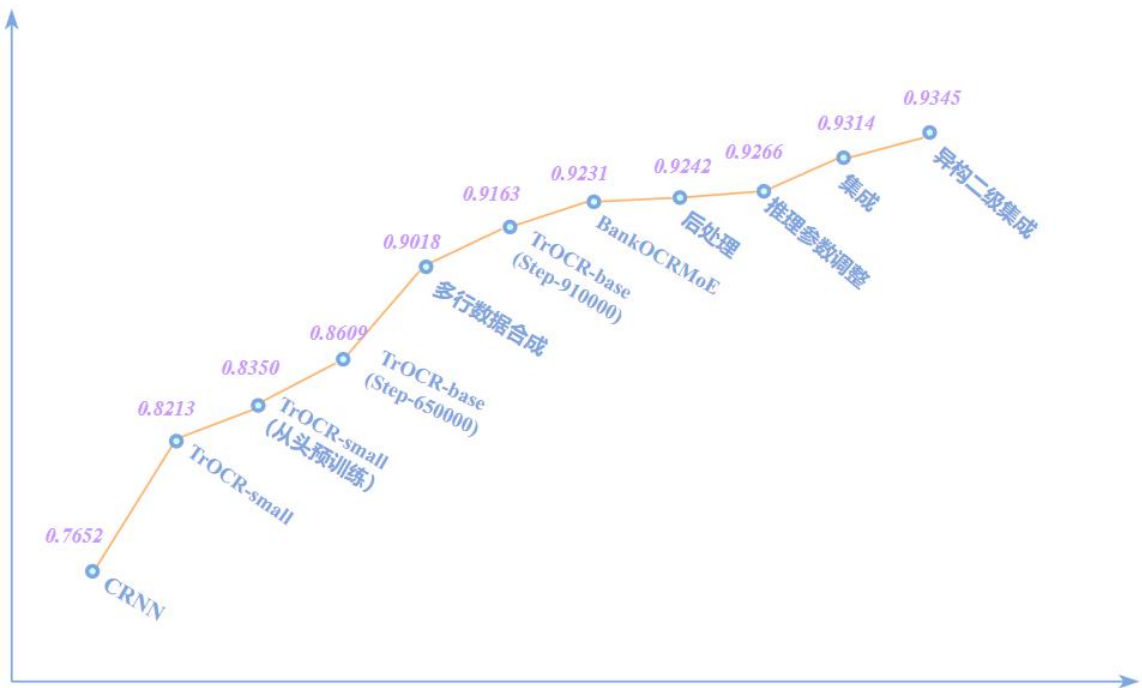 0.7652
CRNN
0.8213
TrOCR-small
0.8350
TrOCR-small
(从头预训练)
0.8609
TrOCR-base
(Step-650000)
0.9018
多行数据合成
0.9163
TrOCR-base
(Step-910000)
0.9231
BankOCRMoE
0.9242
后处理
0.9266
推理参数调整
0.9314
集成
0.9345
异构二级集成